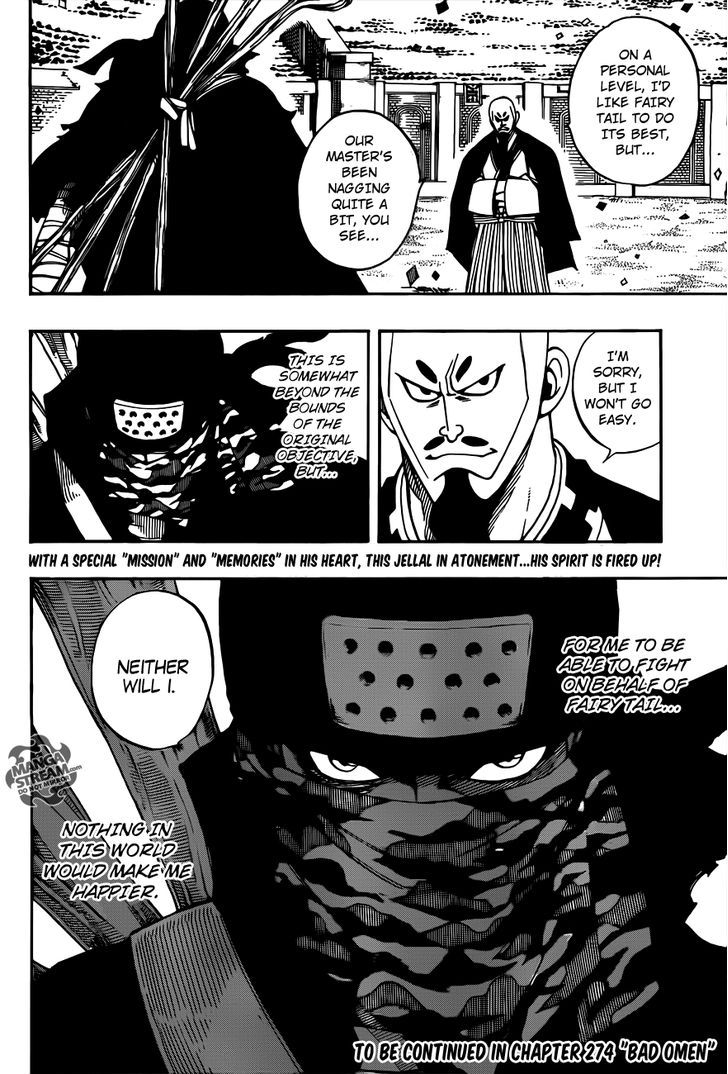 ON A
PERSONAL
LEVEL, I'D
LIKE FAIRY
TAIL TO DO
ITS BEST,
BUT...
OUR
MASTER'S
BEEN
NAGGING
QUITE A
BIT, YOU
SEE...
I'M
SORRY,
BUT I
WON'T GO
EASY.
THIS IS
SOMEWHAT
BEYOND THE
BOUNDS
OF THE
ORIGINAL
OBJECTIVE,
BUT...
WITH A SPECIAL "MISSION" AND "MEMORIES" IN HIS HEART, THIS JELLAL IN ATONEMENT...HIS SPIRIT IS FIRED UP!
FOR ME TO BE
ABLE TO FIGHT
ON BEHALF OF
FAIRY TAIL...
NEITHER
WILL I.
NOTHING IN
THIS WORLD
WOULD MAKE ME
HAPPIER.
MANGA
STREAM.COM
DO NOT MIRROR
TO BE CONTINUED IN CHAPTER 274 "BAD OMEN"